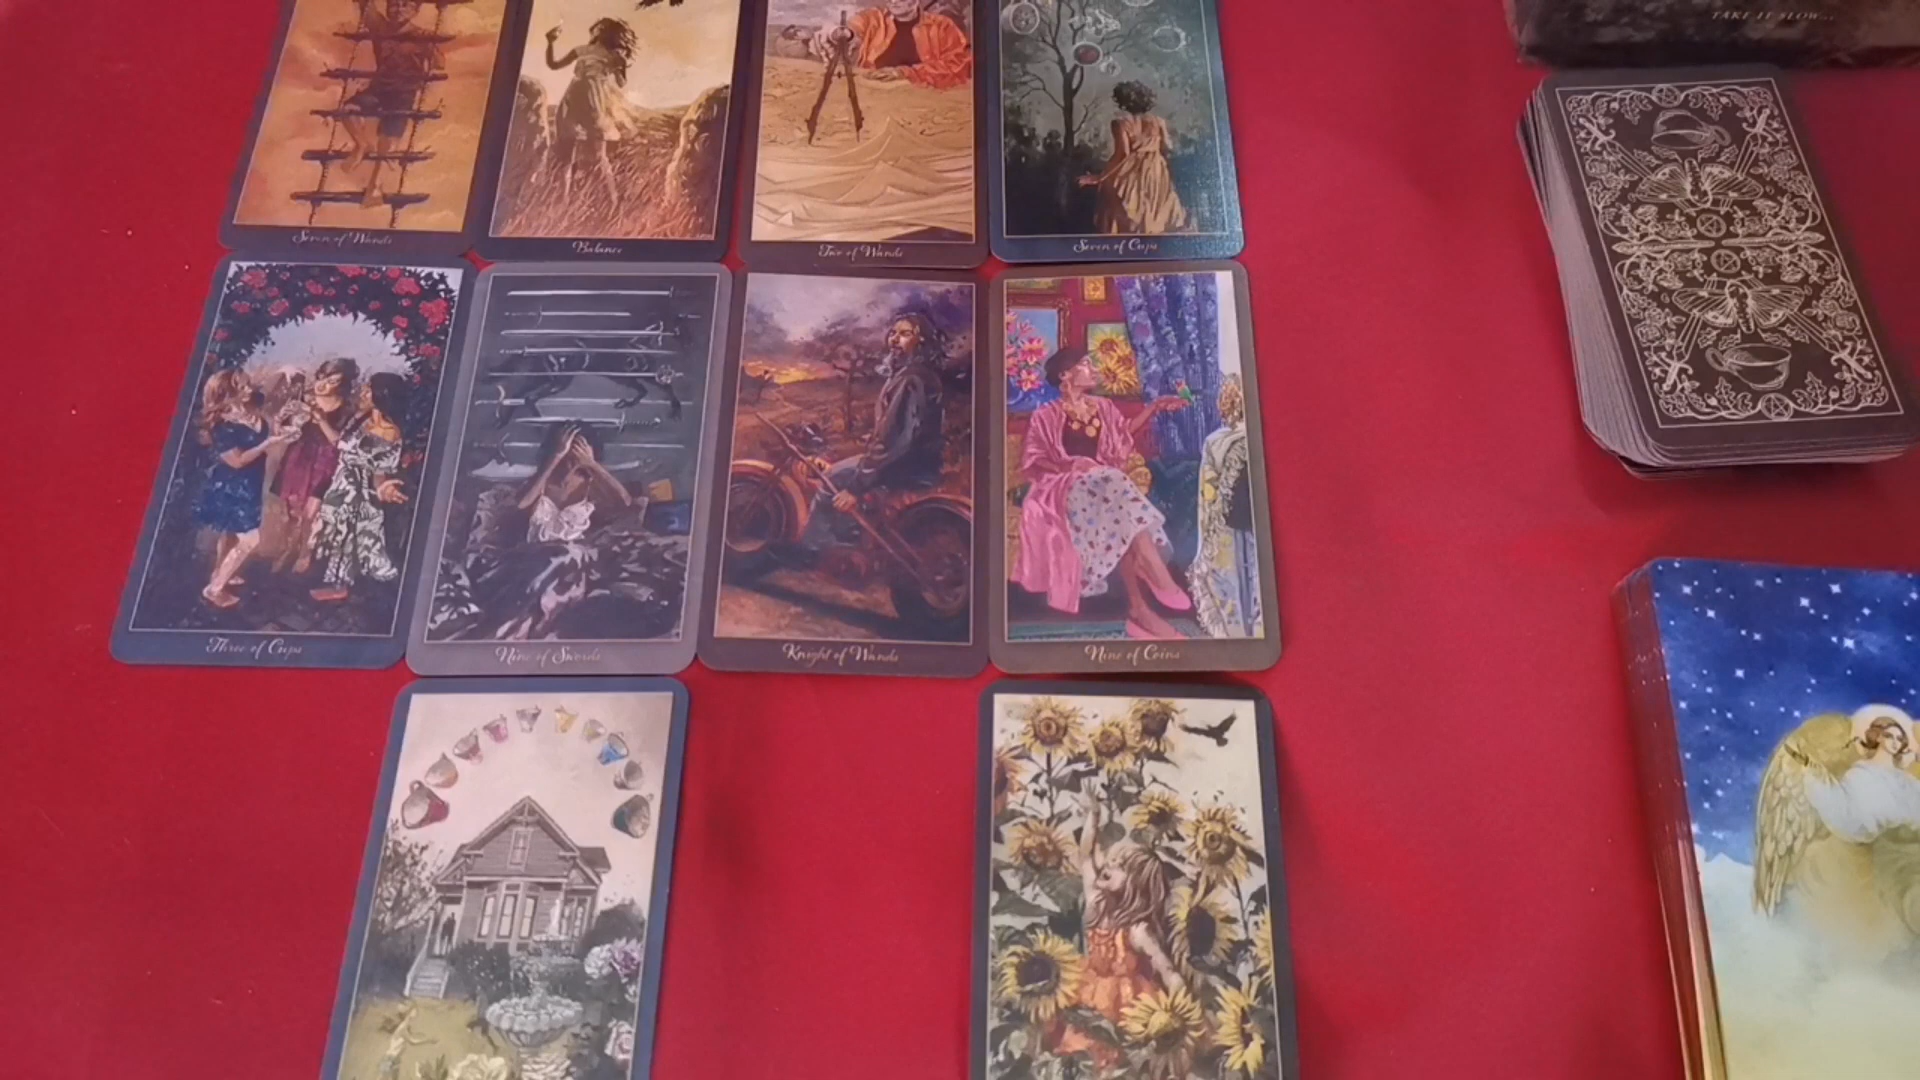 TAKE IT SLOW...
Seven of Wands
Balance
Two of Wands
Seven of Cups
Three of Cups
Nine of Swords
Knight of Wands
Nine of Coins